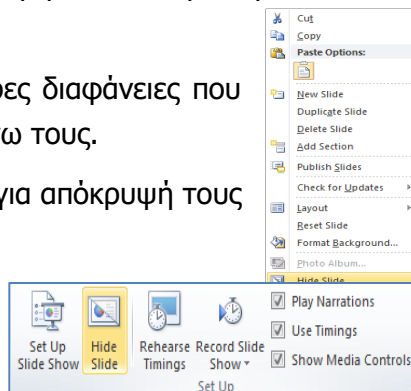 Cut
Copy
Paste Options:
ρες διαφάνειες που
New Slide
Duplicate Slide
Delete Slide
ω τους.
Add Section
Publish Slides
για απόκρυψή τους
Check for Updates
Layout
Reset Slide
Format Background...
Photo Album...
Hide Slide
Set Up
Slide Show
Hide
Slide
Rehearse
Timings
Record Slide
Show
Play Narrations
Use Timings
Show Media Controls
Set Up